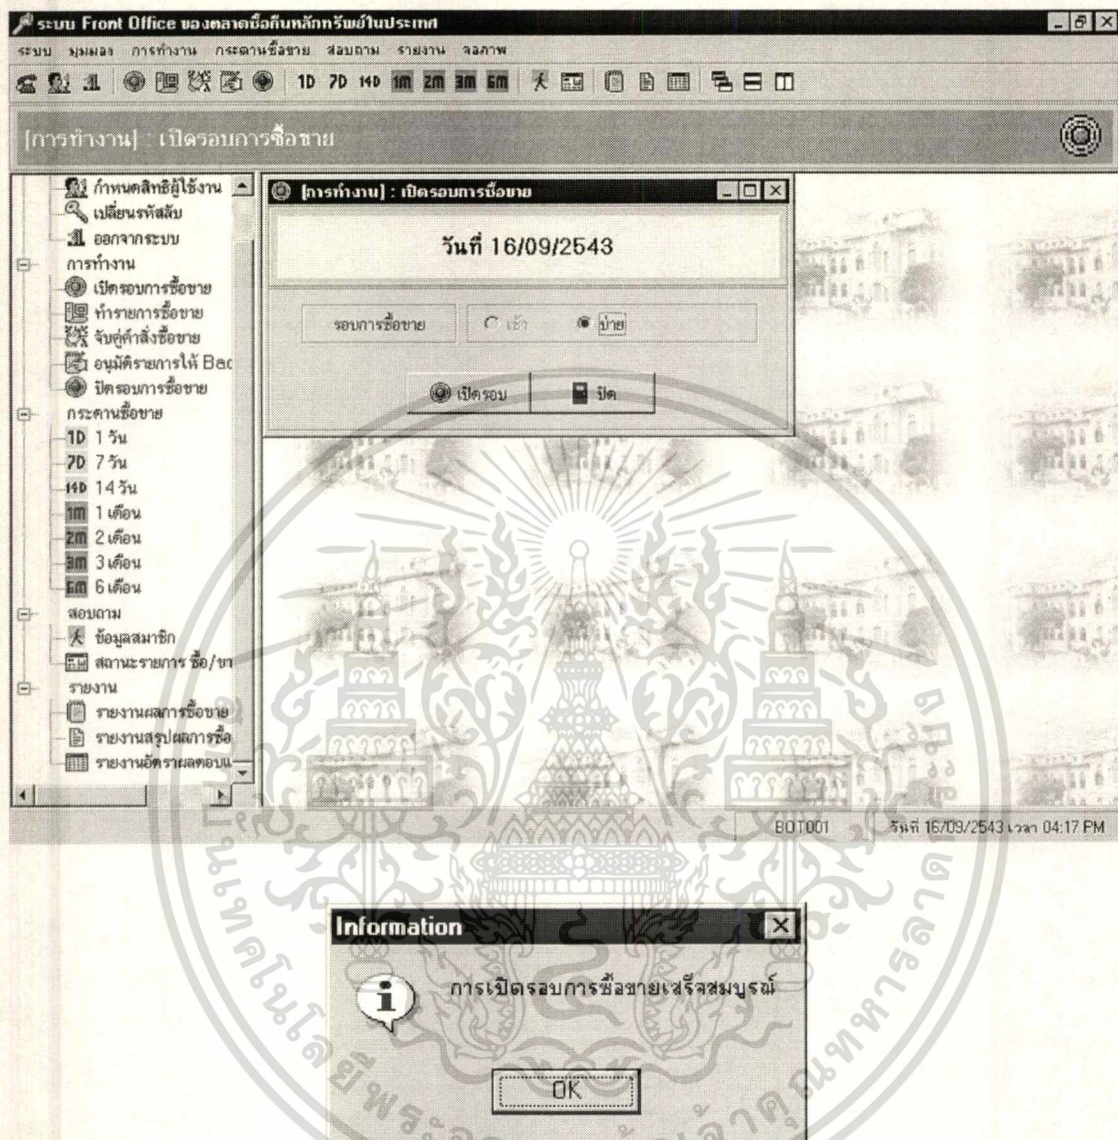 ระบบ Front Office ของตลาดซื้อคืนหลักทรัพย์ในประเทศ
ระบบ มุมมอง การทำงาน กระดานซื้อขาย สอบถาม รายงาน จอภาพ
1D 7D 14D 1m 2m 3m 6m
[การทำงาน] : เปิดรอบการซื้อขาย
กำหนดสิทธิผู้ใช้งาน
เปลี่ยนรหัสลับ
ออกจากระบบ
การทำงาน
เปิดรอบการซื้อขาย
ทำรายการซื้อขาย
จับคู่คำสั่งซื้อขาย
อนุมัติรายการให้ Bac
ปิดรอบการซื้อขาย
กระดานซื้อขาย
1D 1 วัน
7D 7 วัน
14D 14 วัน
1m 1 เดือน
2m 2 เดือน
3m 3 เดือน
6m 6 เดือน
สอบถาม
ข้อมูลสมาชิก
สถานะรายการ ซื้อ/ขา
รายงาน
รายงานผลการซื้อขาย
รายงานสรุปผลการซื้อ
รายงานอัตราผลตอบแ
[การทำงาน] : เปิดรอบการซื้อขาย
วันที่ 16/09/2543
รอบการซื้อขาย เช้า บ่าย
เปิดรอบ ปิด
BOT001 วันที่ 16/09/2543 เวลา 04:17 PM
Information
การเปิดรอบการซื้อขายเสร็จสมบูรณ์
OK